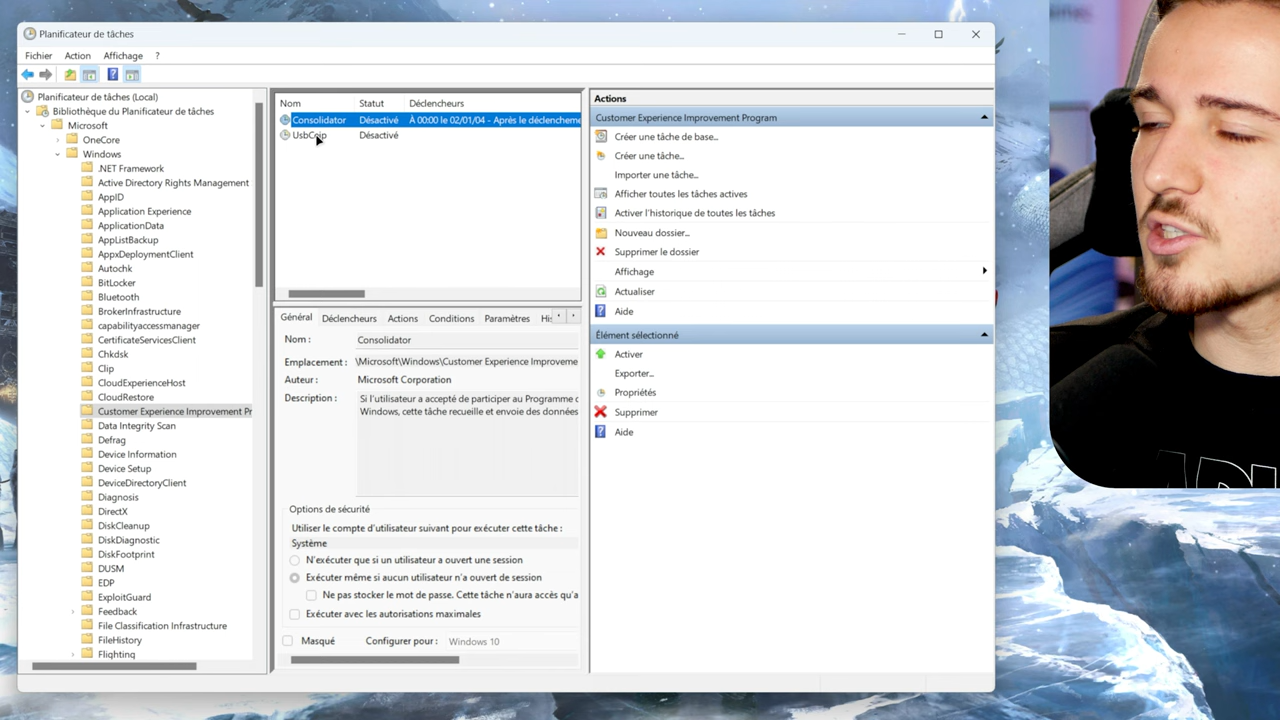 Planificateur de tâches
Fichier Action Affichage ?
Planificateur de tâches (Local)
Bibliothèque du Planificateur de tâches
Microsoft
OneCore
Windows
.NET Framework
Active Directory Rights Management
AppID
Application Experience
ApplicationData
AppListBackup
AppxDeploymentClient
Autochk
BitLocker
Bluetooth
BrokerInfrastructure
capabilityaccessmanager
CertificateServicesClient
Chkdsk
Clip
CloudExperienceHost
CloudRestore
Customer Experience Improvement Pr
Data Integrity Scan
Defrag
Device Information
Device Setup
DeviceDirectoryClient
Diagnosis
DirectX
DiskCleanup
DiskDiagnostic
DiskFootprint
DUSM
EDP
ExploitGuard
Feedback
File Classification Infrastructure
FileHistory
Flighting
Nom Statut Déclencheurs
Consolidator Désactivé À 00:00 le 02/01/04 - Après le déclencheme
UsbCeip Désactivé
Général Déclencheurs Actions Conditions Paramètres His
Nom : Consolidator
Emplacement : \Microsoft\Windows\Customer Experience Improveme
Auteur : Microsoft Corporation
Description : Si l'utilisateur a accepté de participer au Programme d
Windows, cette tâche recueille et envoie des données
Options de sécurité
Utiliser le compte d'utilisateur suivant pour exécuter cette tâche :
Système
N'exécuter que si un utilisateur a ouvert une session
Exécuter même si aucun utilisateur n'a ouvert de session
Ne pas stocker le mot de passe. Cette tâche n'aura accès qu'a
Exécuter avec les autorisations maximales
Masqué Configurer pour : Windows 10
Actions
Customer Experience Improvement Program
Créer une tâche de base...
Créer une tâche...
Importer une tâche...
Afficher toutes les tâches actives
Activer l'historique de toutes les tâches
Nouveau dossier...
Supprimer le dossier
Affichage
Actualiser
Aide
Élément sélectionné
Activer
Exporter...
Propriétés
Supprimer
Aide